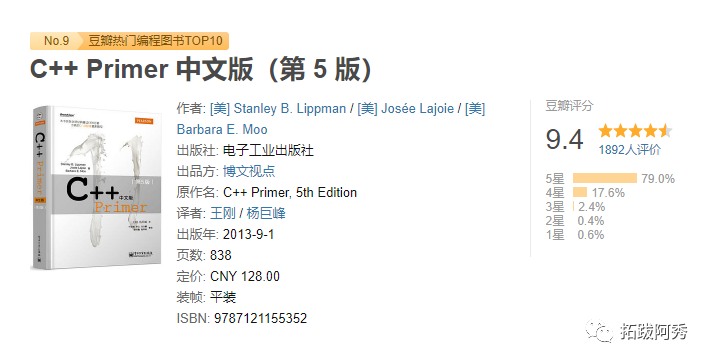 No.9 豆瓣热门编程图书TOP10
C++ Primer 中文版（第 5 版）
C++
Primer
C++ 中文版
Primer
（第5版）
作者: [美] Stanley B. Lippman / [美] Josée Lajoie / [美]
Barbara E. Moo
出版社: 电子工业出版社
出品方: 博文视点
原作名: C++ Primer, 5th Edition
译者: 王刚 / 杨巨峰
出版年: 2013-9-1
页数: 838
定价: CNY 128.00
装帧: 平装
ISBN: 9787121155352
豆瓣评分
9.4
1892人评价
5星 79.0%
4星 17.6%
3星 2.4%
2星 0.4%
1星 0.6%
拓跋阿秀